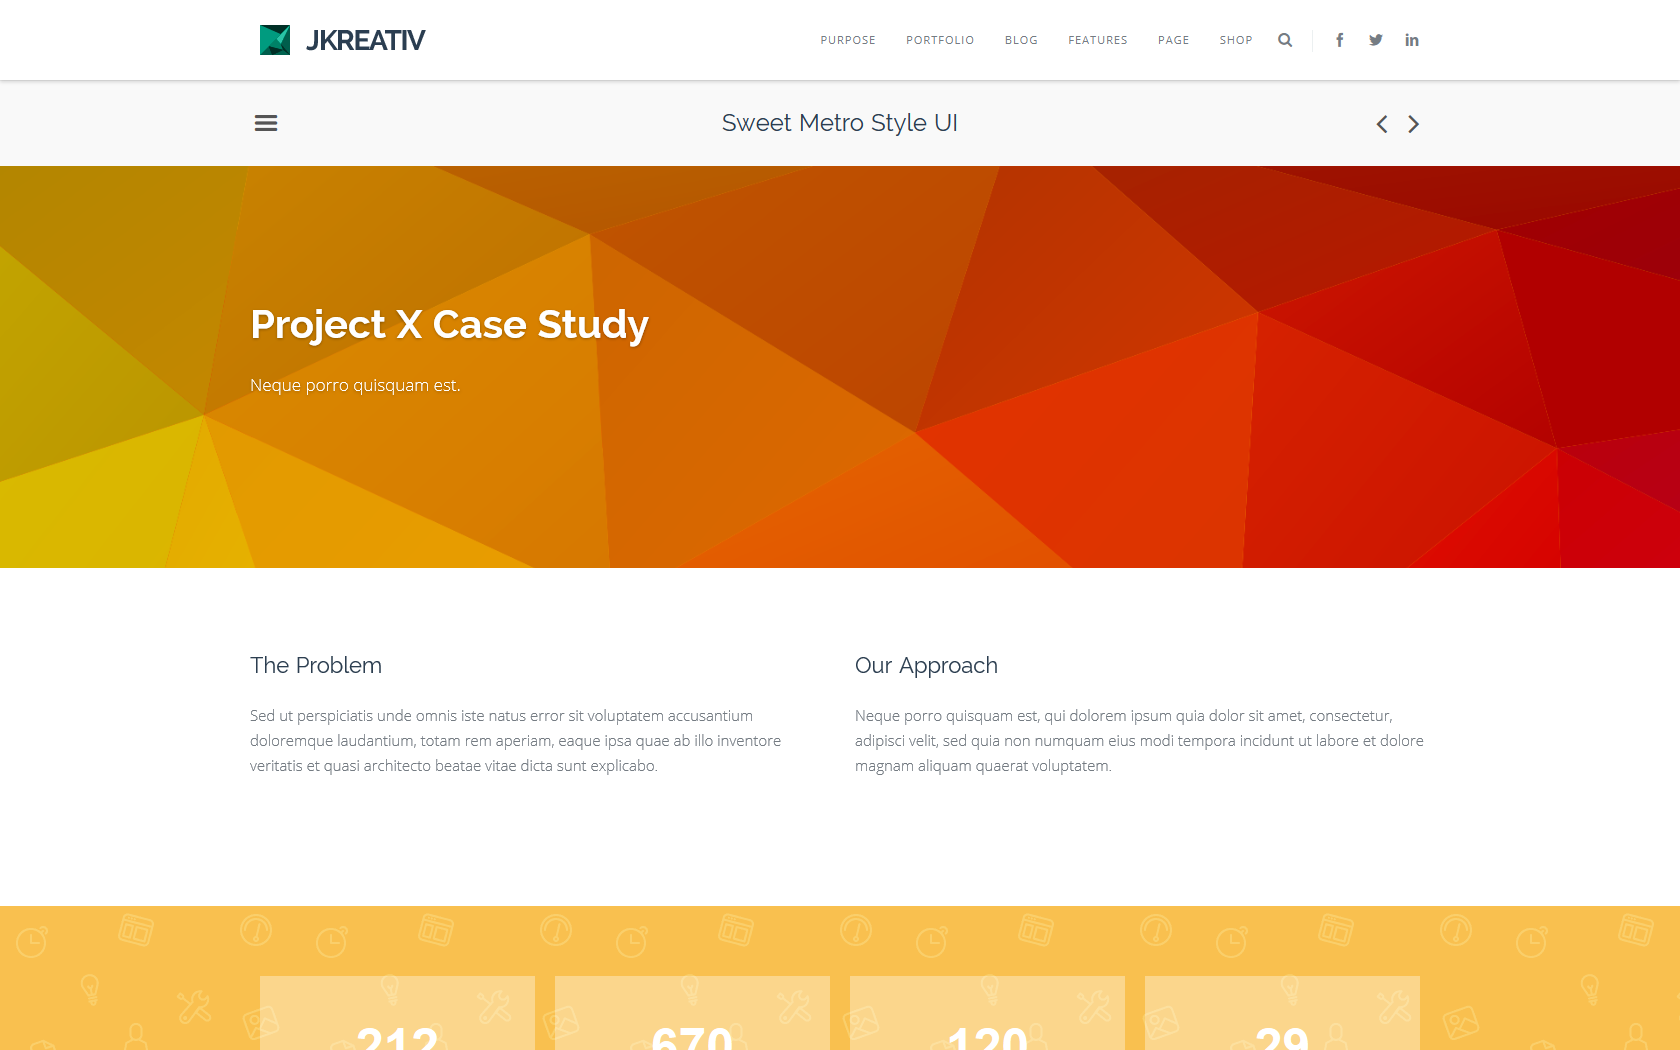 JKREATIV
PURPOSE PORTFOLIO BLOG FEATURES PAGE SHOP
Sweet Metro Style UI
Project X Case Study
Neque porro quisquam est.
The Problem
Sed ut perspiciatis unde omnis iste natus error sit voluptatem accusantium
doloremque laudantium, totam rem aperiam, eaque ipsa quae ab illo inventore
veritatis et quasi architecto beatae vitae dicta sunt explicabo.
Our Approach
Neque porro quisquam est, qui dolorem ipsum quia dolor sit amet, consectetur,
adipisci velit, sed quia non numquam eius modi tempora incidunt ut labore et dolore
magnam aliquam quaerat voluptatem.
212 670 120 29